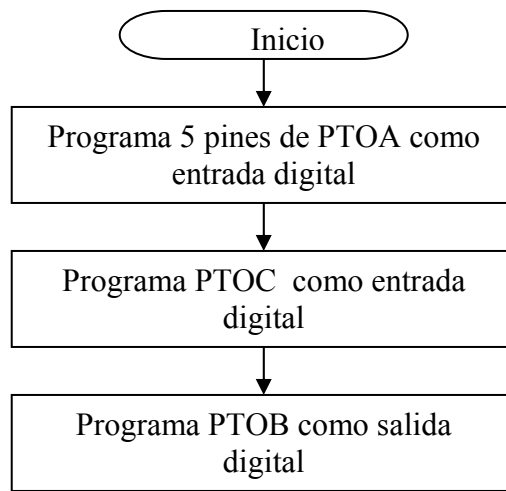 Inicio
Programa 5 pines de PTOA como
entrada digital
Programa PTOC como entrada
digital
Programa PTOB como salida
digital